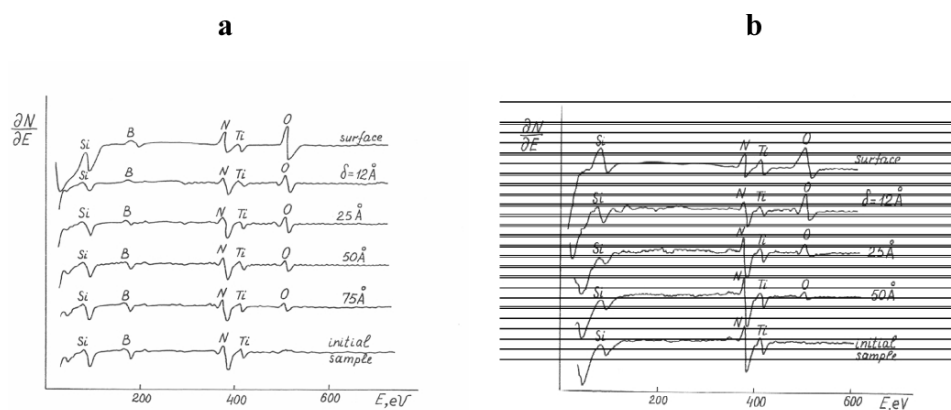 a
∂N/∂E
Si B N Ti O surface
Si B N Ti O δ=12Å
Si B N Ti O 25Å
Si B N Ti O 50Å
Si B N Ti O 75Å
Si B N Ti initial
sample
200 400 600 E,eV
b
∂N/∂E
Si N Ti O surface
Si N Ti O δ=12Å
Si N Ti O 25Å
Si N Ti O 50Å
Si N Ti initial
sample
200 400 600 E,eV